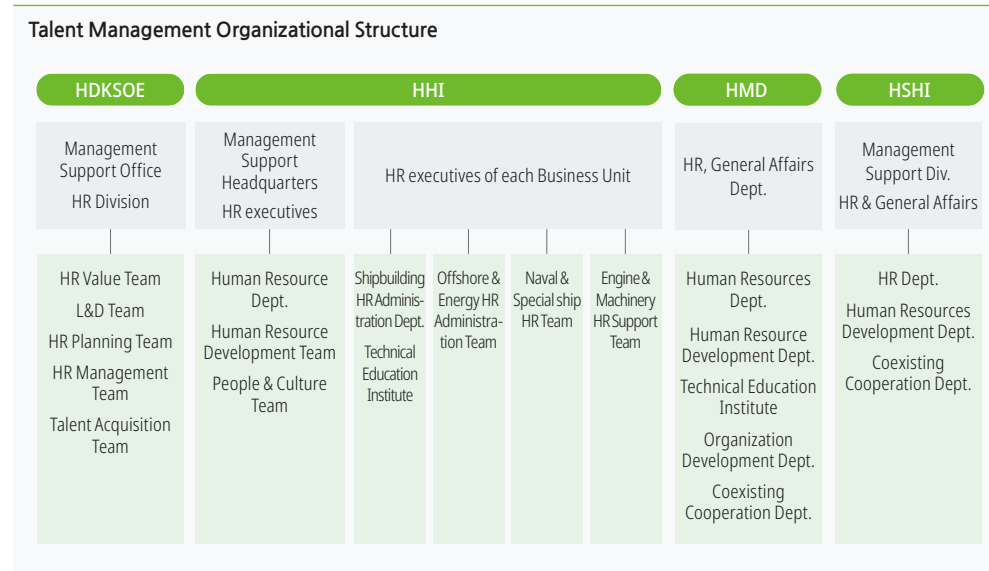 Talent Management Organizational Structure
HDKSOE
HHI
HMD
HSHI
Management
Support Office
HR Division
Management
Support
Headquarters
HR executives
HR executives of each Business Unit
HR, General Affairs
Dept.
Management
Support Div.
HR & General Affairs
HR Value Team
L&D Team
HR Planning Team
HR Management
Team
Talent Acquisition
Team
Human Resource
Dept.
Human Resource
Development Team
People & Culture
Team
Shipbuilding
HR Adminis-
tration Dept.
Technical
Education
Institute
Offshore &
Energy HR
Administra-
tion Team
Naval &
Special ship
HR Team
Engine &
Machinery
HR Support
Team
Human Resources
Dept.
Human Resource
Development Dept.
Technical Education
Institute
Organization
Development Dept.
Coexisting
Cooperation Dept.
HR Dept.
Human Resources
Development Dept.
Coexisting
Cooperation Dept.